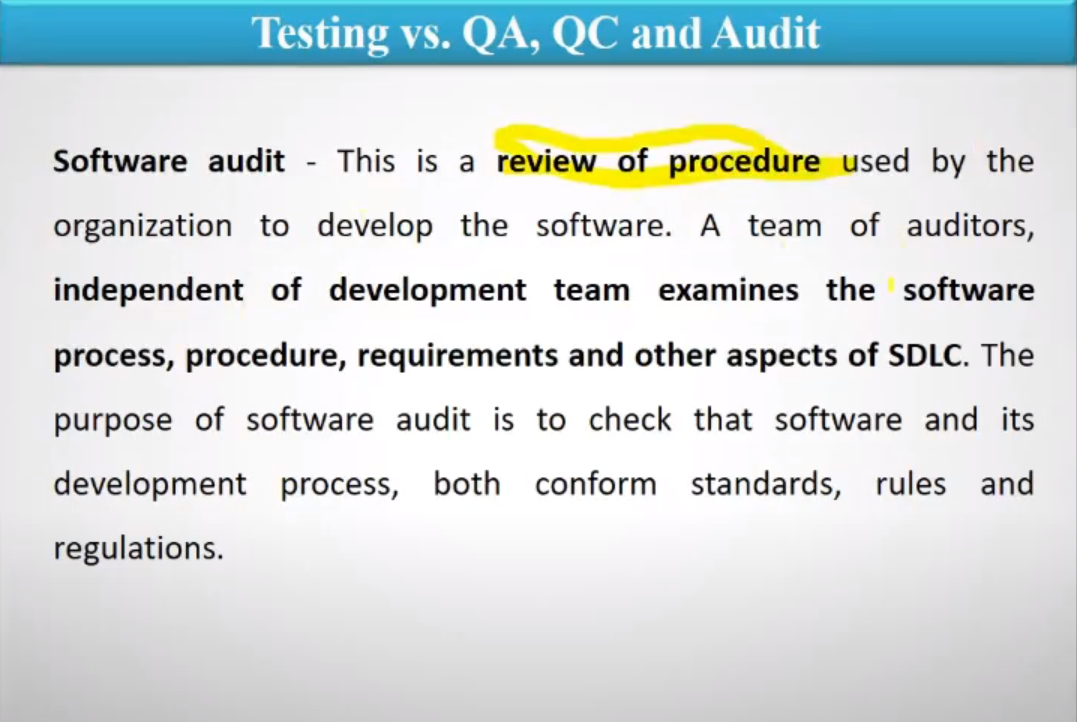 Testing vs. QA, QC and Audit
Software audit - This is a review of procedure used by the
organization to develop the software. A team of auditors,
independent of development team examines the software
process, procedure, requirements and other aspects of SDLC. The
purpose of software audit is to check that software and its
development process, both conform standards, rules and
regulations.